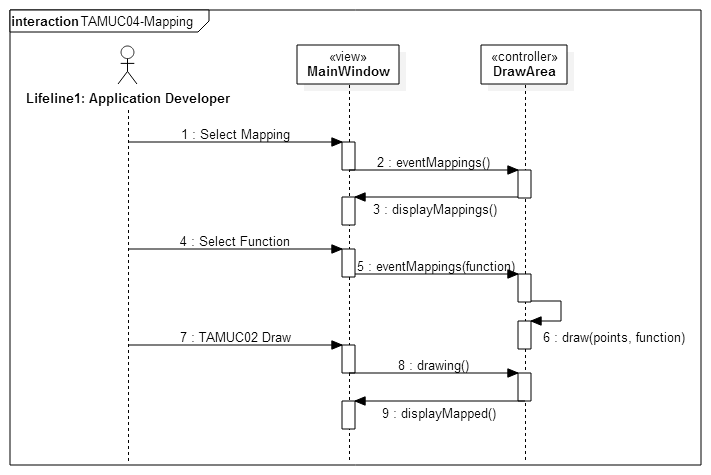 interaction TAMUC04-Mapping
«view»
MainWindow
«controller»
DrawArea
Lifeline1: Application Developer
1 : Select Mapping
2 : eventMappings()
3 : displayMappings()
4 : Select Function
5 : eventMappings(function)
6 : draw(points, function)
7 : TAMUC02 Draw
8 : drawing()
9 : displayMapped()